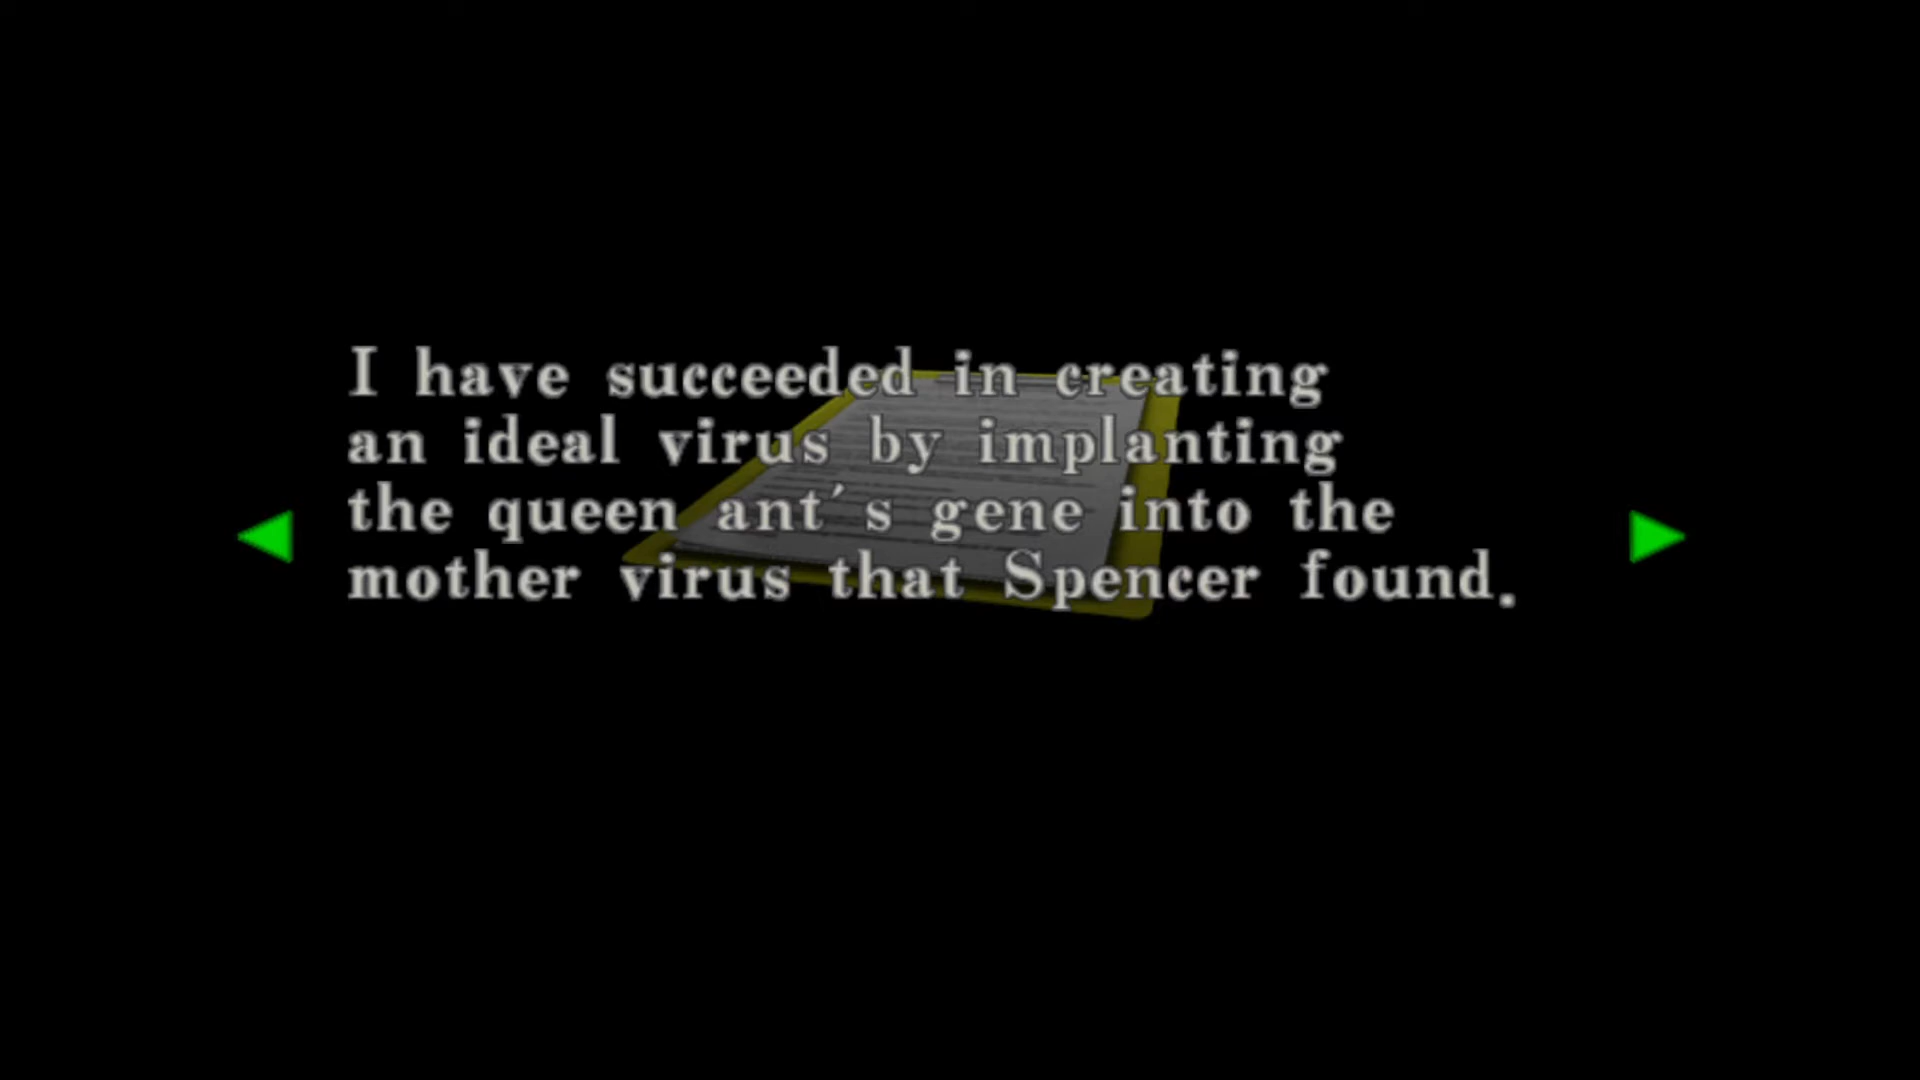 I have succeeded in creating
an ideal virus by implanting
the queen ant's gene into the
mother virus that Spencer found.